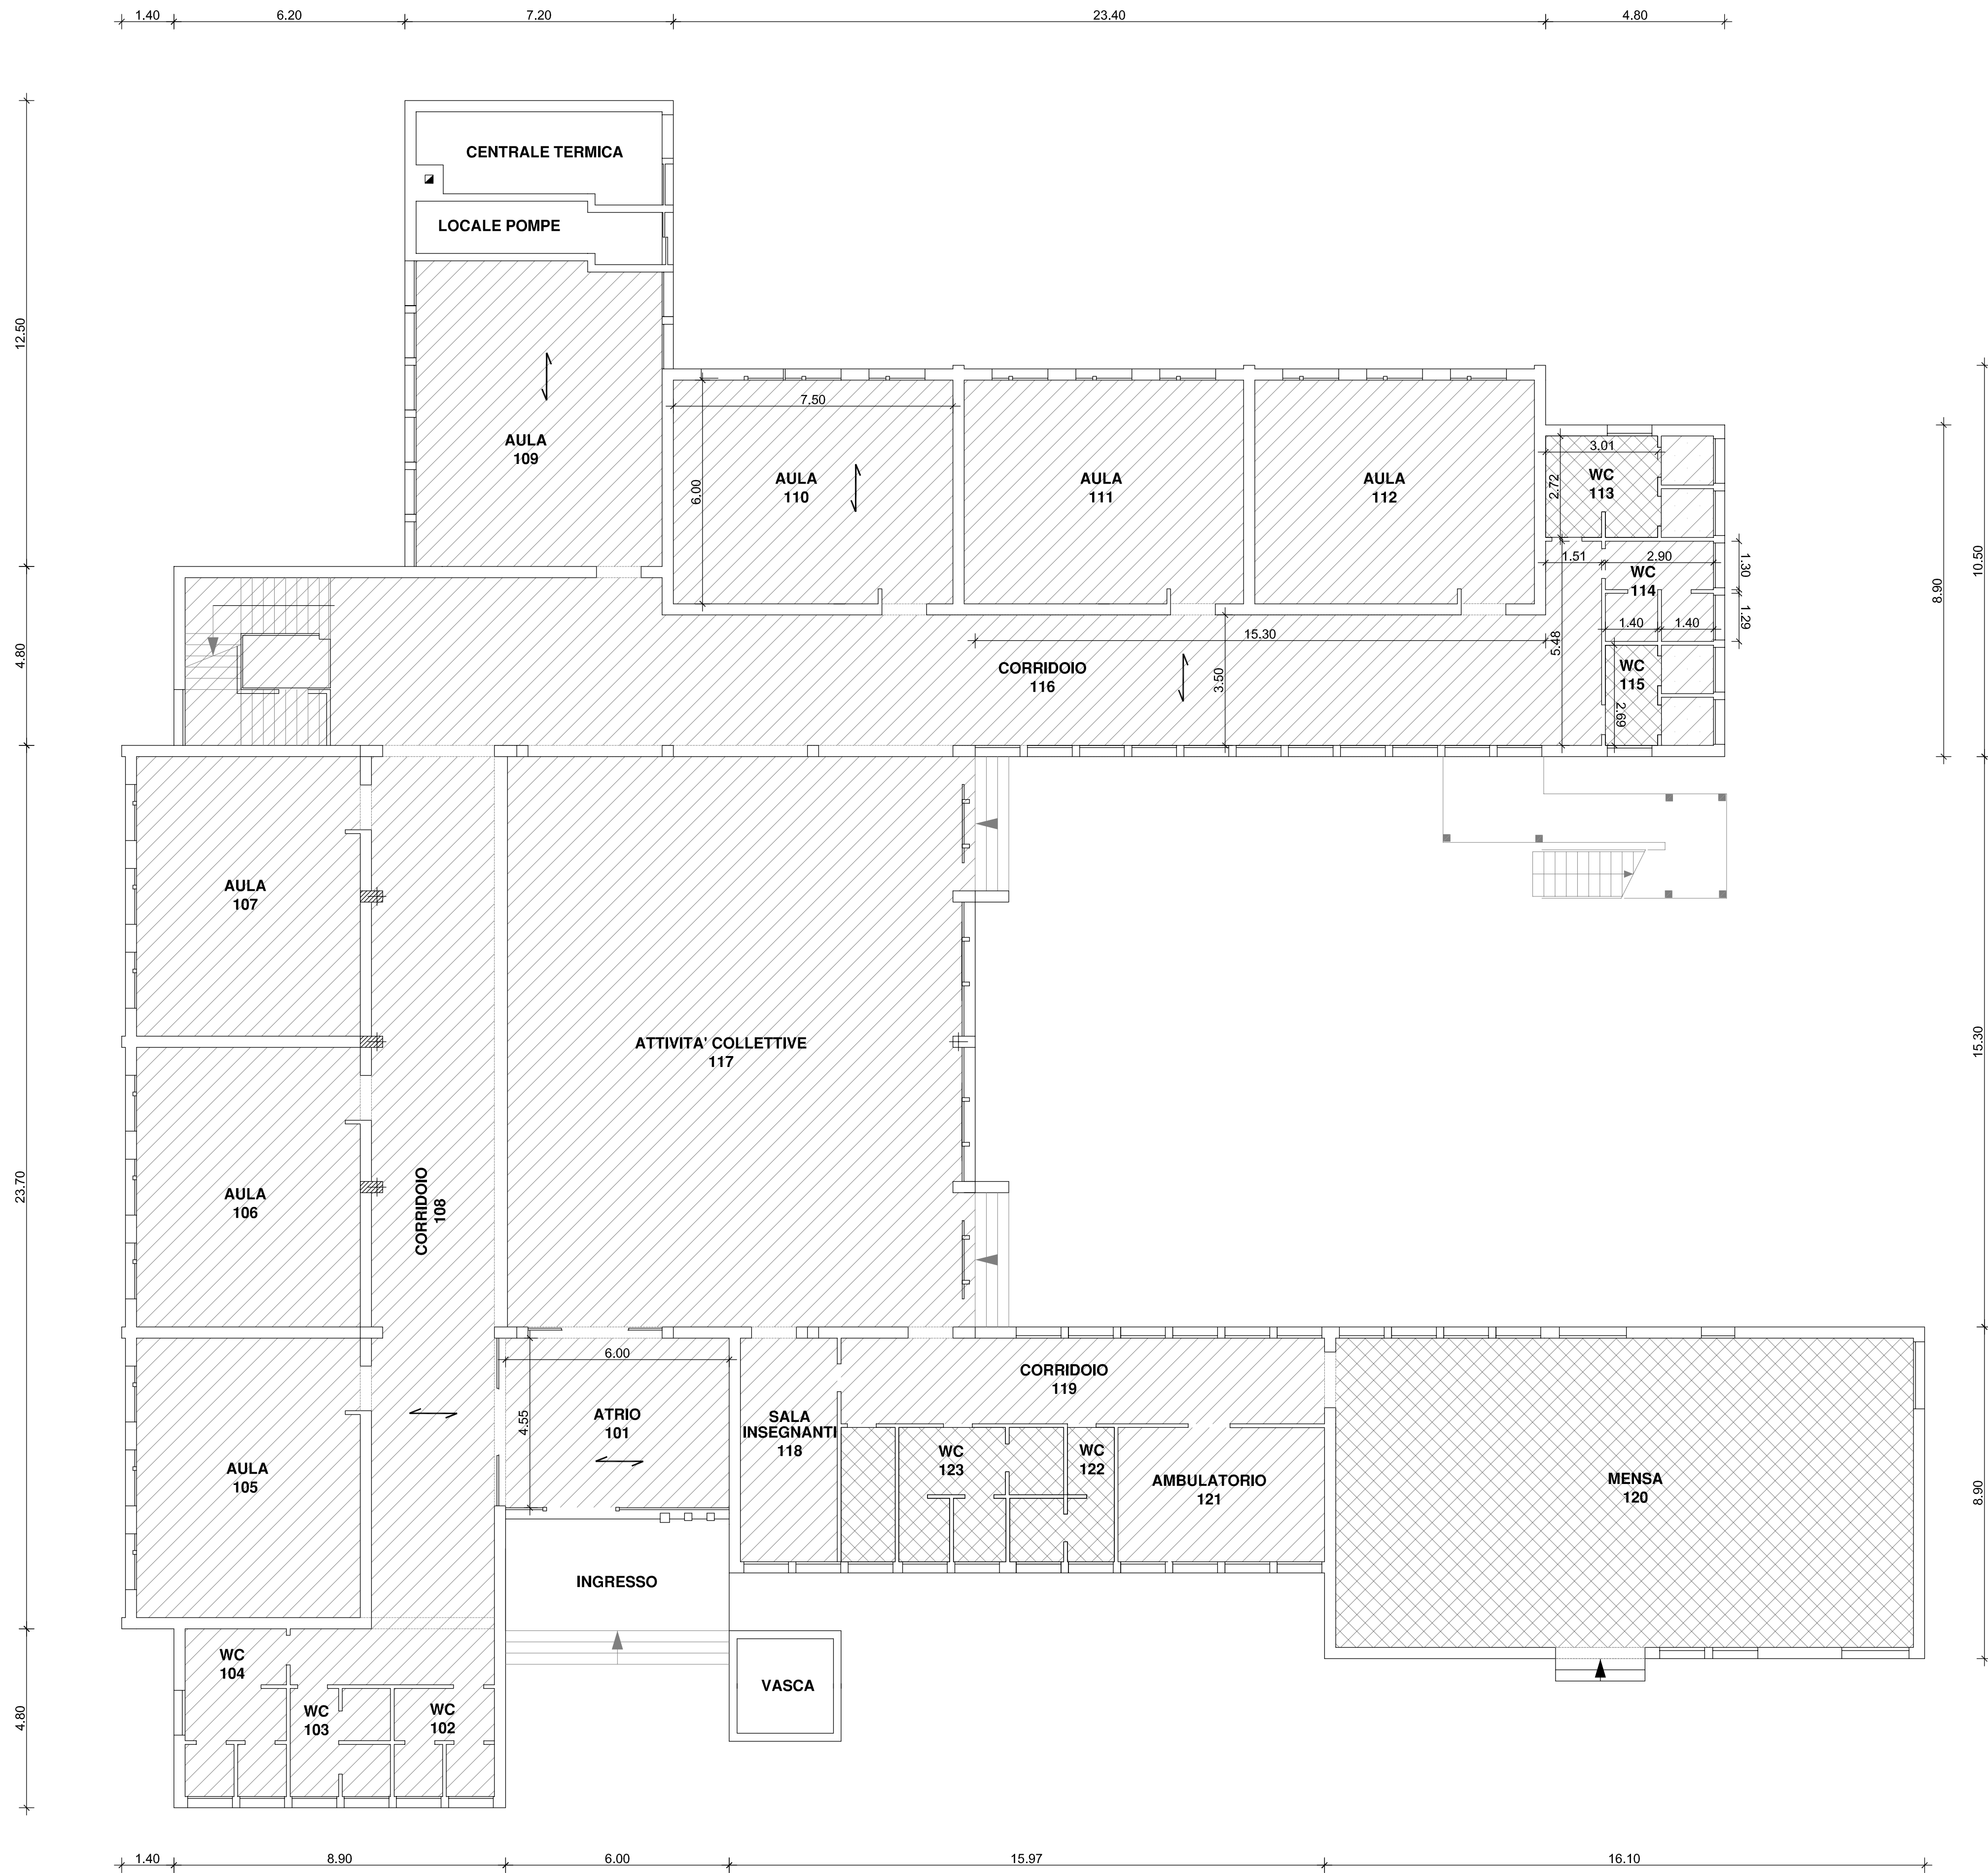 1.40
6.20
7.20
23.40
4.80
CENTRALE TERMICA
LOCALE POMPE
12.50
AULA
109
7.50
6.00
AULA
110
AULA
111
AULA
112
3.01
2.72
WC
113
1.51
2.90
1.30
WC
114
1.29
1.40
1.40
8.90
10.50
4.80
15.30
5.48
3.50
CORRIDOIO
116
WC
115
2.69
AULA
107
ATTIVITA' COLLETTIVE
117
15.30
23.70
AULA
106
CORRIDOIO
108
6.00
4.55
ATRIO
101
CORRIDOIO
119
SALA
INSEGNANTI
118
WC
123
WC
122
AMBULATORIO
121
MENSA
120
8.90
AULA
105
INGRESSO
WC
104
WC
103
WC
102
VASCA
4.80
1.40
8.90
6.00
15.97
16.10